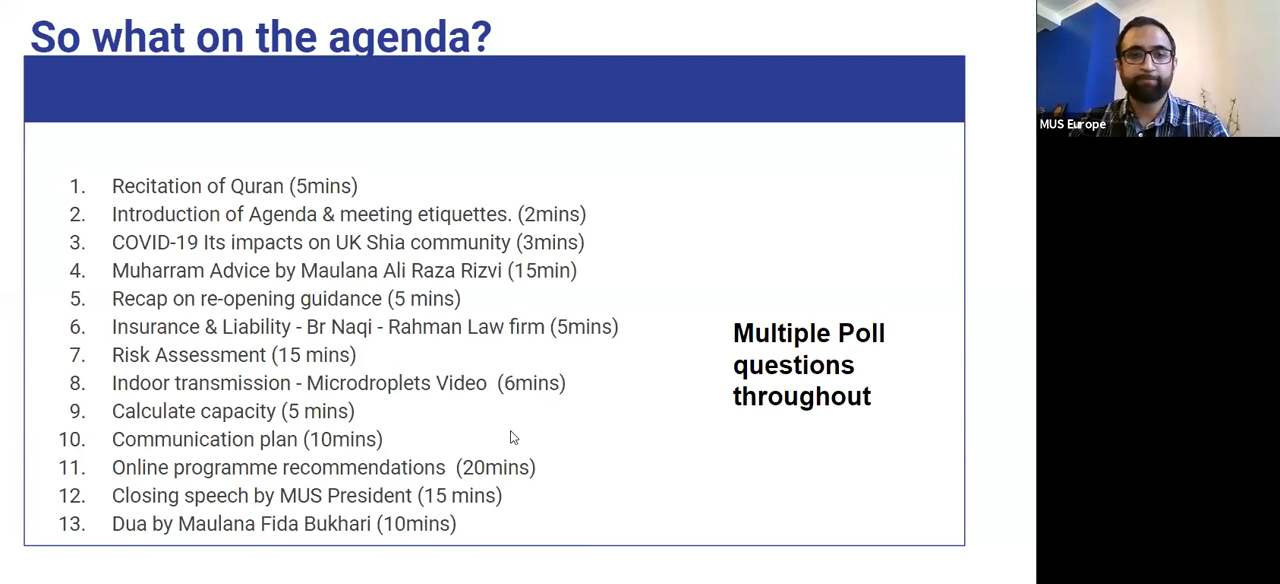 So what on the agenda?
1. Recitation of Quran (5mins)
2. Introduction of Agenda & meeting etiquettes. (2mins)
3. COVID-19 Its impacts on UK Shia community (3mins)
4. Muharram Advice by Maulana Ali Raza Rizvi (15min)
5. Recap on re-opening guidance (5 mins)
6. Insurance & Liability - Br Naqi - Rahman Law firm (5mins)
7. Risk Assessment (15 mins)
8. Indoor transmission - Microdroplets Video (6mins)
9. Calculate capacity (5 mins)
10. Communication plan (10mins)
11. Online programme recommendations (20mins)
12. Closing speech by MUS President (15 mins)
13. Dua by Maulana Fida Bukhari (10mins)
Multiple Poll
questions
throughout
MUS Europe